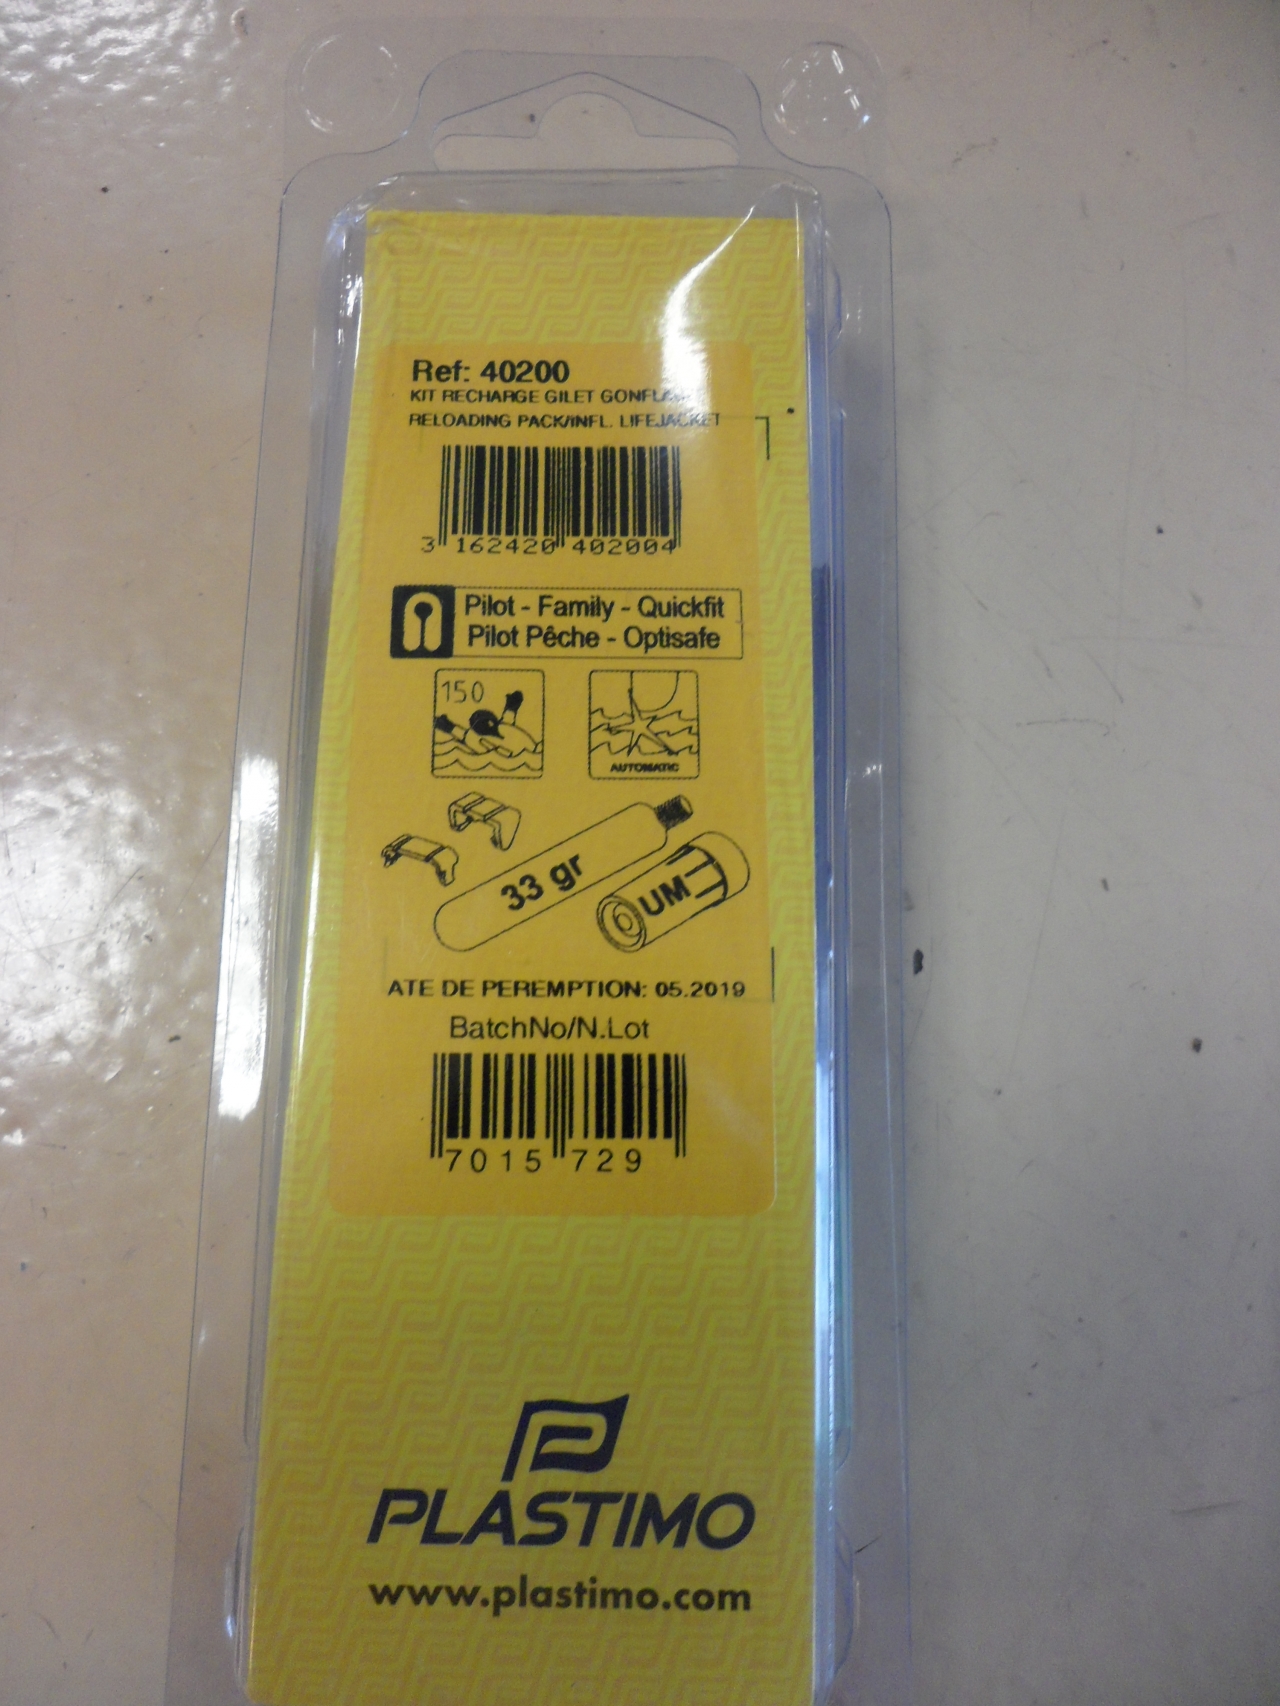 Ref: 40200
KIT RECHARGE GILET
RELOADING PACK/INFL. LIFEJACKET
3 162420 402004
Pilot - Family - Quickfit
Pilot Pêche - Optisafe
150
AUTOMATIC
33 gr
UM
ATE DE PEREMPTION: 05.2019
BatchNo/N.Lot
7015 729
PLASTIMO
www.plastimo.com